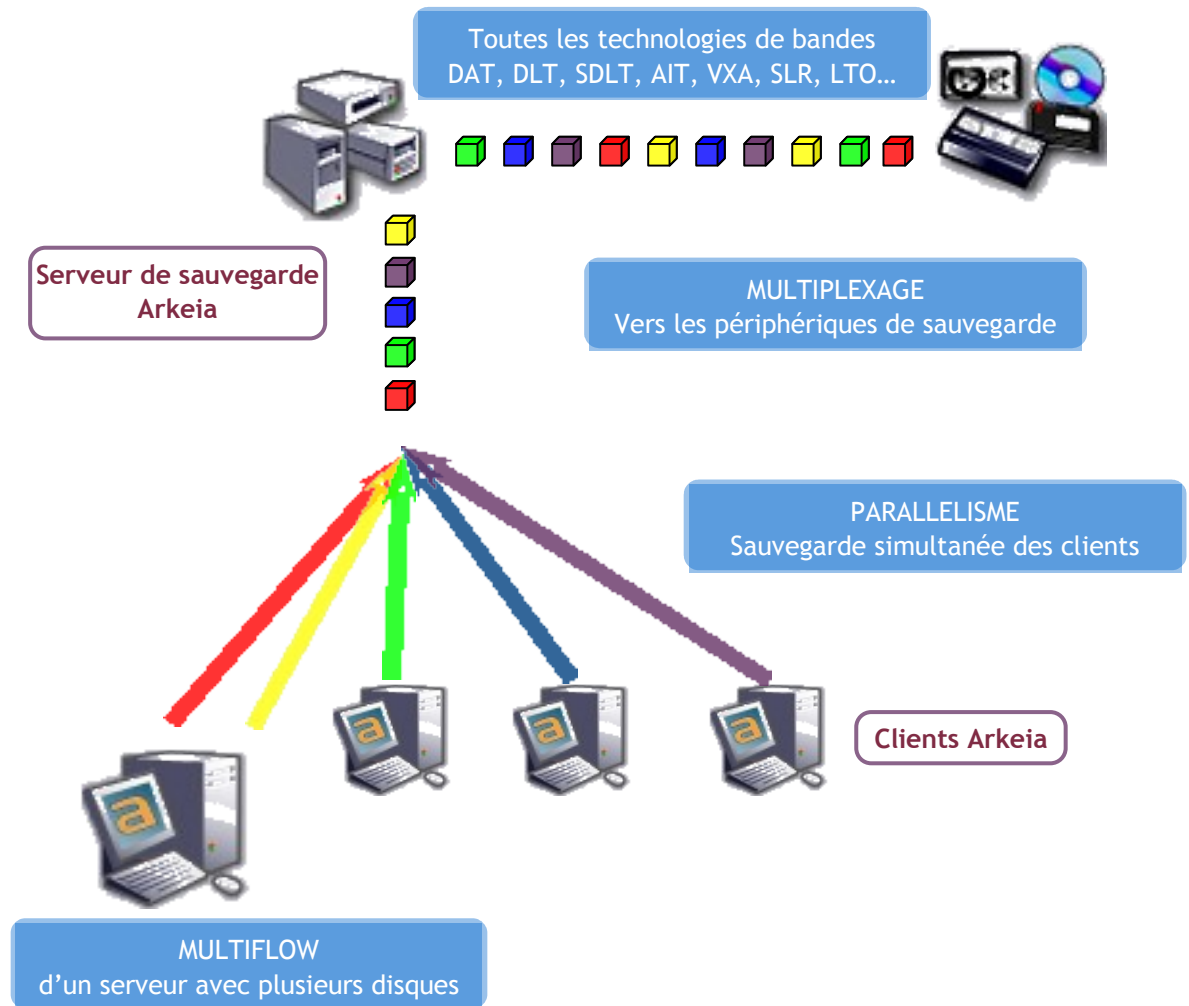 Toutes les technologies de bandes
DAT, DLT, SDLT, AIT, VXA, SLR, LTO…
Serveur de sauvegarde
Arkeia
MULTIPLEXAGE
Vers les périphériques de sauvegarde
PARALLELISME
Sauvegarde simultanée des clients
a
a
a
Clients Arkeia
a
MULTIFLOW
d’un serveur avec plusieurs disques